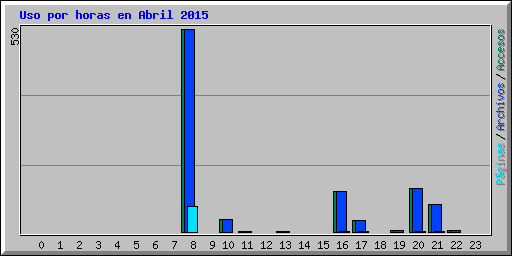 Uso por horas en Abril 2015
530
Páginas / Archivos / Accesos
0 1 2 3 4 5 6 7 8 9 10 11 12 13 14 15 16 17 18 19 20 21 22 23